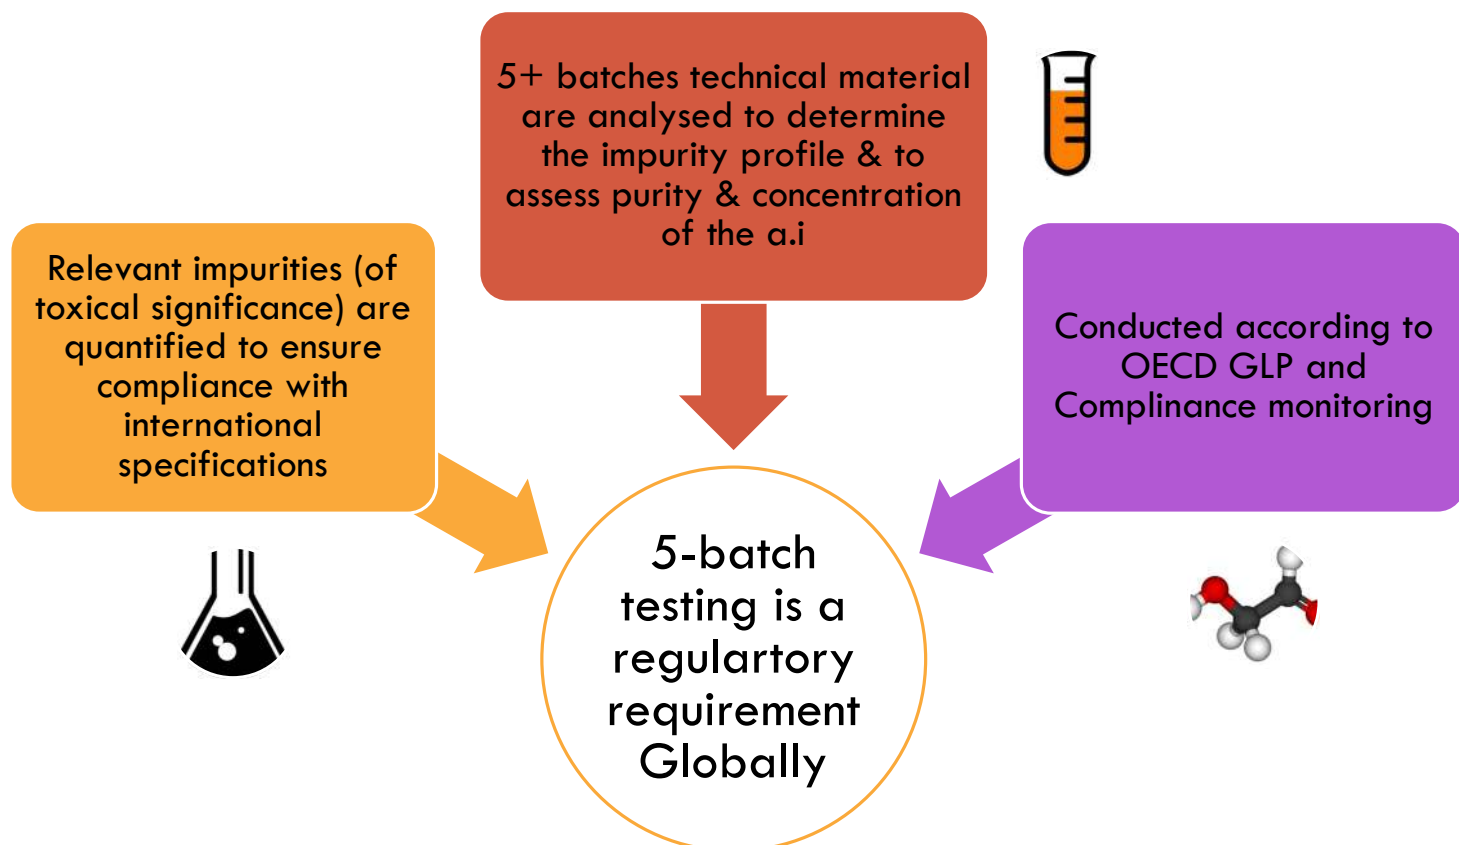 5+ batches technical material
are analysed to determine
the impurity profile & to
assess purity & concentration
of the a.i
Relevant impurities (of
toxical significance) are
quantified to ensure
compliance with
international
specifications
Conducted according to
OECD GLP and
Complinance monitoring
5-batch
testing is a
regulartory
requirement
Globally